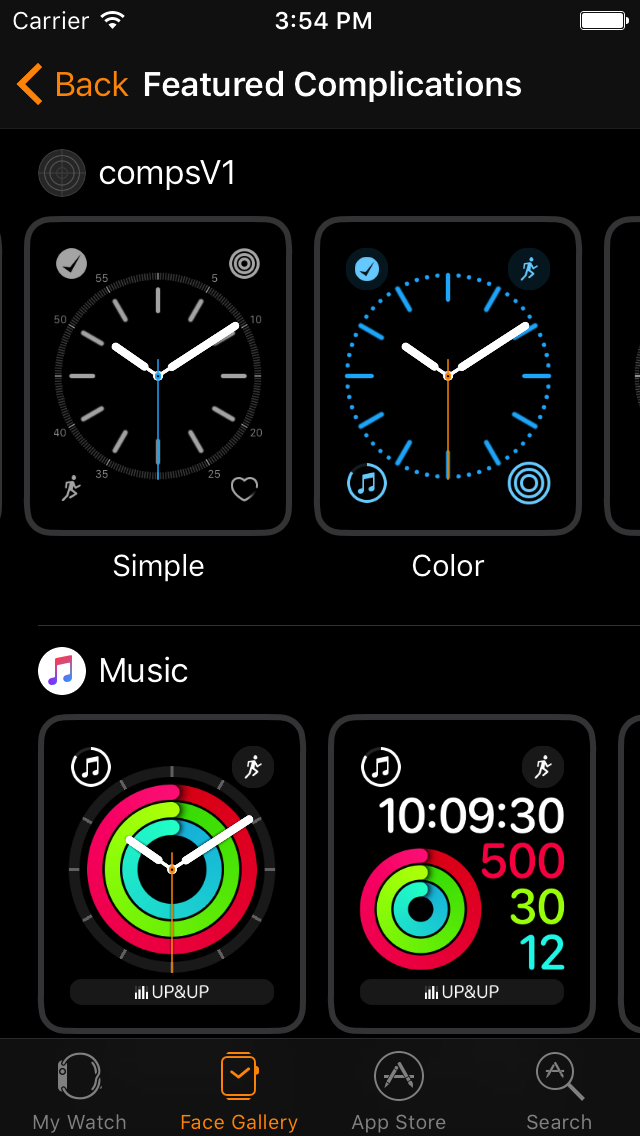 Carrier 3:54 PM
Back Featured Complications
compsV1
55 5
50 10
40 20
35 25
Simple
Color
Music
10:09:30
500
30
12
UP&UP
UP&UP
My Watch Face Gallery App Store Search